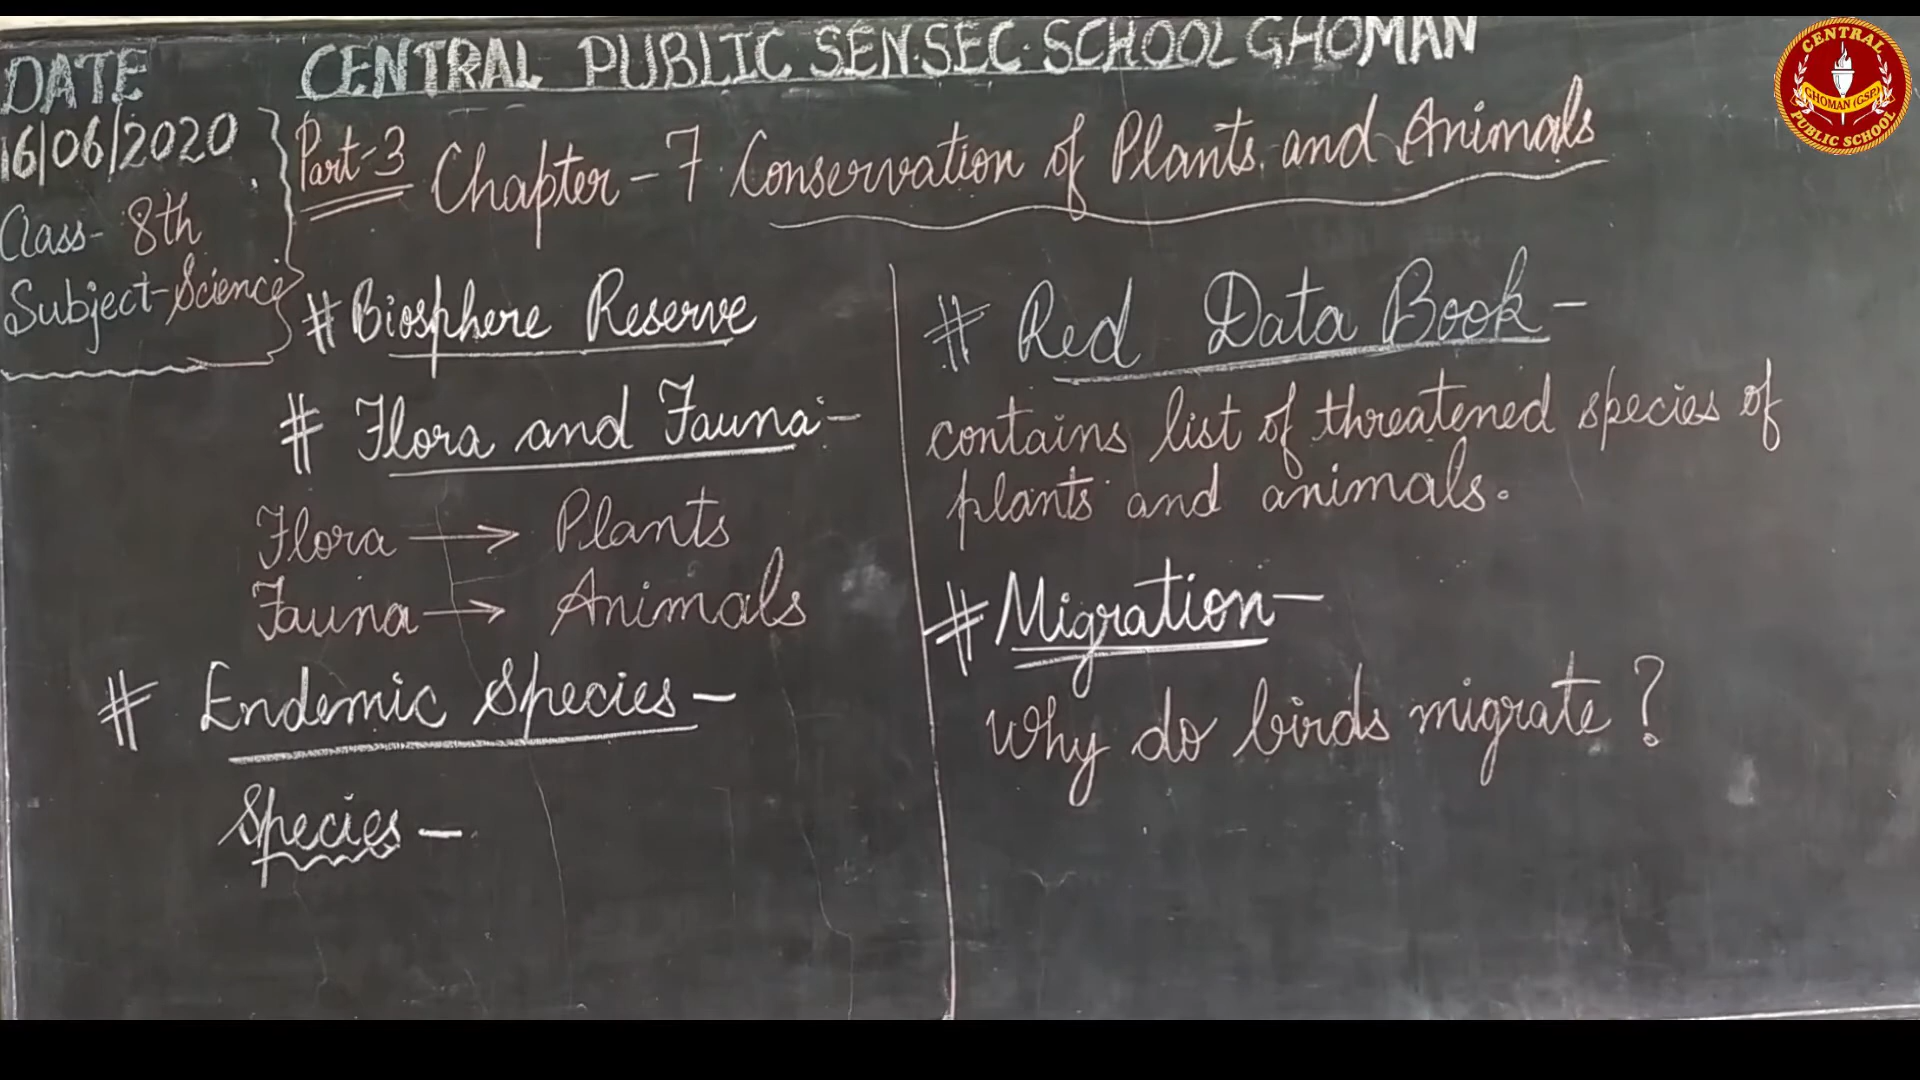 CENTRAL PUBLIC SEN.SEC.SCHOOL GHOMAN
DATE
16/06/2020
Class- 8th
Subject-Science
Part-3 Chapter-7. Conservation of Plants and Animals
# Biosphere Reserve
# Flora and Fauna:-
Flora → Plants
Fauna → Animals
# Endemic Species-
Species-
# Red Data Book-
contains list of threatened species of
plants and animals.
# Migration-
Why do birds migrate?
CENTRAL
GHOMAN (GSP)
PUBLIC SCHOOL